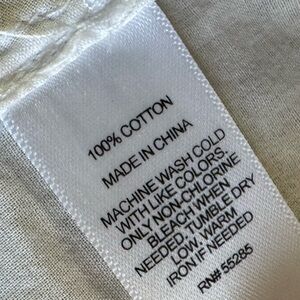 100% COTTON
MADE IN CHINA
MACHINE WASH COLD
WITH LIKE COLORS.
ONLY NON-CHLORINE
BLEACH WHEN
NEEDED. TUMBLE DRY
LOW, WARM
IRON IF NEEDED
RN# 55285